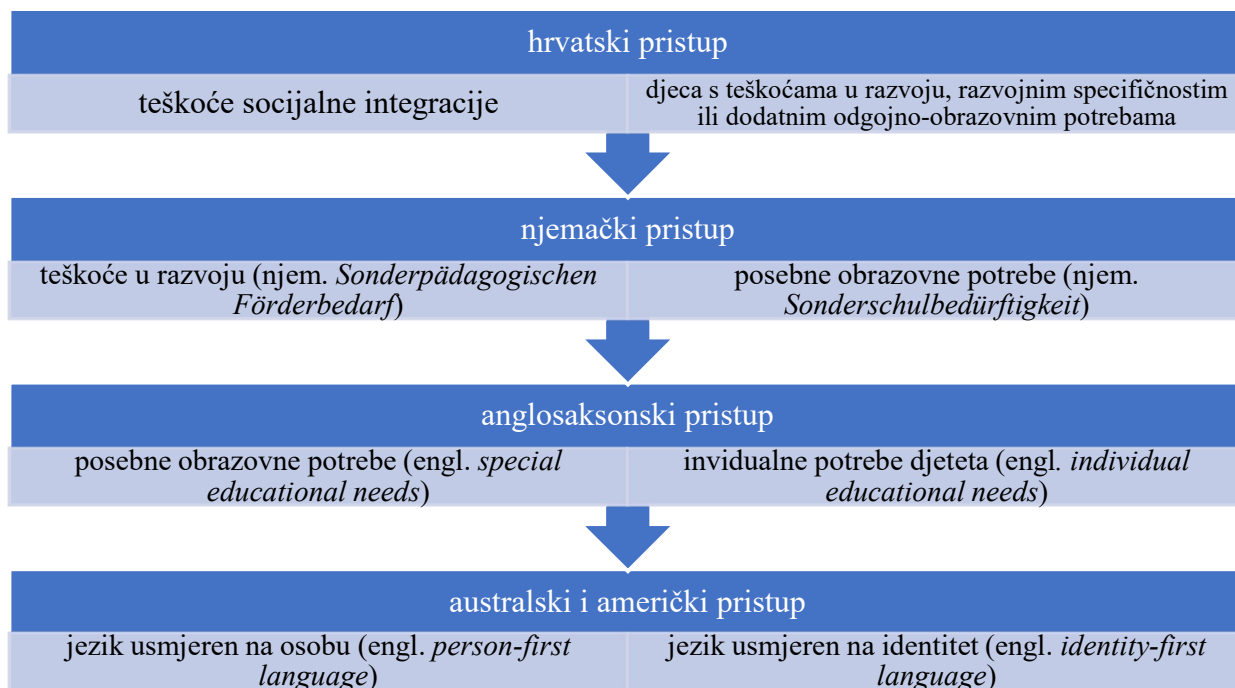 hrvatski pristup
teškoće socijalne integracije
djeca s teškoćama u razvoju, razvojnim specifičnostim
ili dodatnim odgojno-obrazovnim potrebama
njemački pristup
teškoće u razvoju (njem. Sonderpädagogischen
Förderbedarf)
posebne obrazovne potrebe (njem.
Sonderschulbedürftigkeit)
anglosaksonski pristup
posebne obrazovne potrebe (engl. special
educational needs)
invidualne potrebe djeteta (engl. individual
educational needs)
australski i američki pristup
jezik usmjeren na osobu (engl. person-first
language)
jezik usmjeren na identitet (engl. identity-first
language)